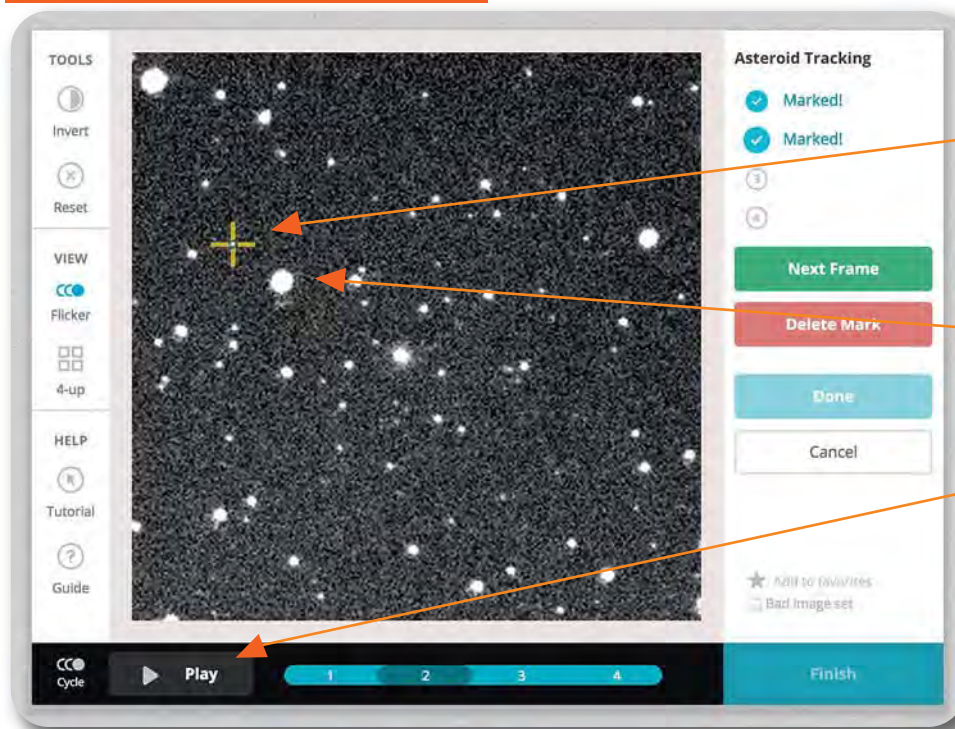 TOOLS
Invert
Reset
VIEW
Flicker
4-up
HELP
Tutorial
Guide
Asteroid Tracking
Marked!
Marked!
3
4
Next Frame
Delete Mark
Done
Cancel
Add to favorites
Bad image set
Cycle
Play
1 2 3 4
Finish